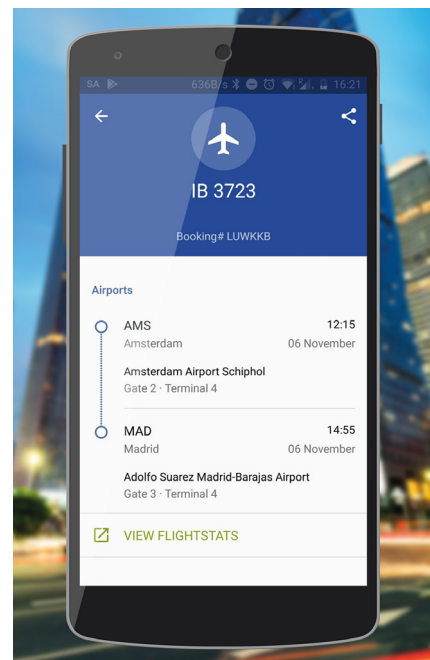 SA 636B/s 16:21
IB 3723
Booking# LUWKKB
Airports
AMS 12:15
Amsterdam 06 November
Amsterdam Airport Schiphol
Gate 2 · Terminal 4
MAD 14:55
Madrid 06 November
Adolfo Suarez Madrid-Barajas Airport
Gate 3 · Terminal 4
VIEW FLIGHTSTATS